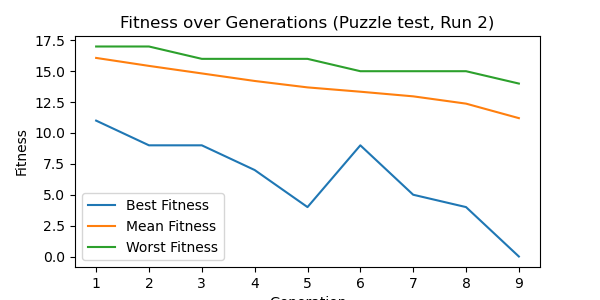 Fitness over Generations (Puzzle test, Run 2)
17.5
15.0
12.5
10.0
7.5
5.0
2.5
0.0
Fitness
Best Fitness
Mean Fitness
Worst Fitness
1 2 3 4 5 6 7 8 9
Generation